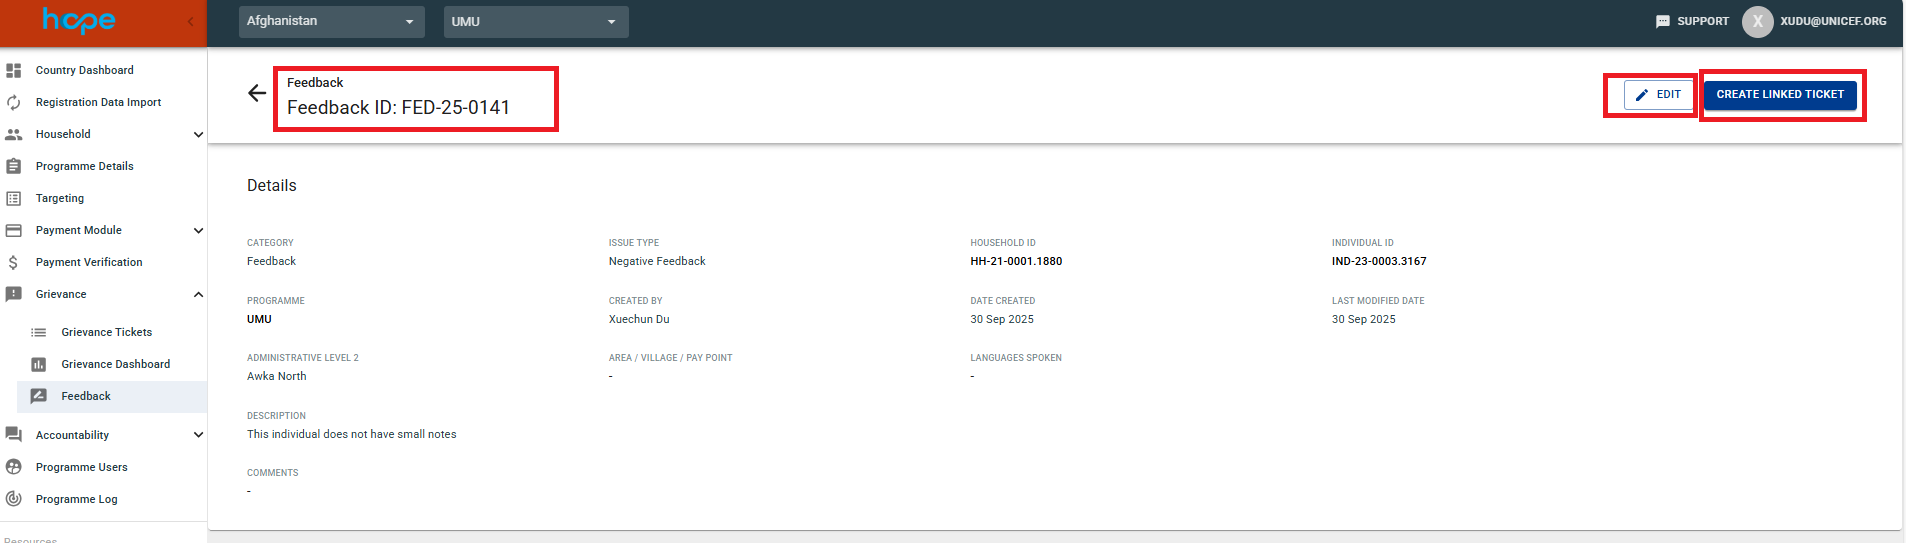 hope
Afghanistan
UMU
SUPPORT
X
XUDU@UNICEF.ORG
Country Dashboard
Registration Data Import
Household
Programme Details
Targeting
Payment Module
Payment Verification
Grievance
Grievance Tickets
Grievance Dashboard
Feedback
Accountability
Programme Users
Programme Log
Resources
Feedback
Feedback ID: FED-25-0141
EDIT
CREATE LINKED TICKET
Details
CATEGORY
Feedback
ISSUE TYPE
Negative Feedback
HOUSEHOLD ID
HH-21-0001.1880
INDIVIDUAL ID
IND-23-0003.3167
PROGRAMME
UMU
CREATED BY
Xuechun Du
DATE CREATED
30 Sep 2025
LAST MODIFIED DATE
30 Sep 2025
ADMINISTRATIVE LEVEL 2
Awka North
AREA / VILLAGE / PAY POINT
-
LANGUAGES SPOKEN
-
DESCRIPTION
This individual does not have small notes
COMMENTS
-